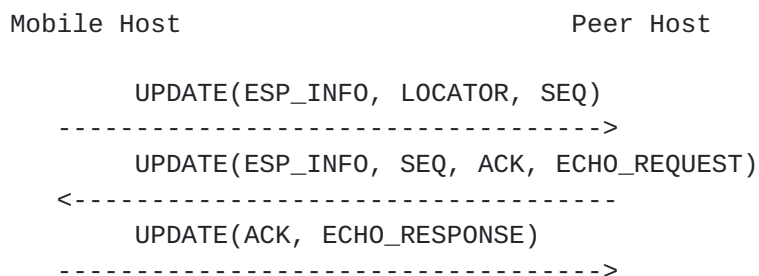 Mobile Host                         Peer Host
UPDATE(ESP_INFO, LOCATOR, SEQ)
----------------------------------->
UPDATE(ESP_INFO, SEQ, ACK, ECHO_REQUEST)
<-----------------------------------
UPDATE(ACK, ECHO_RESPONSE)
----------------------------------->